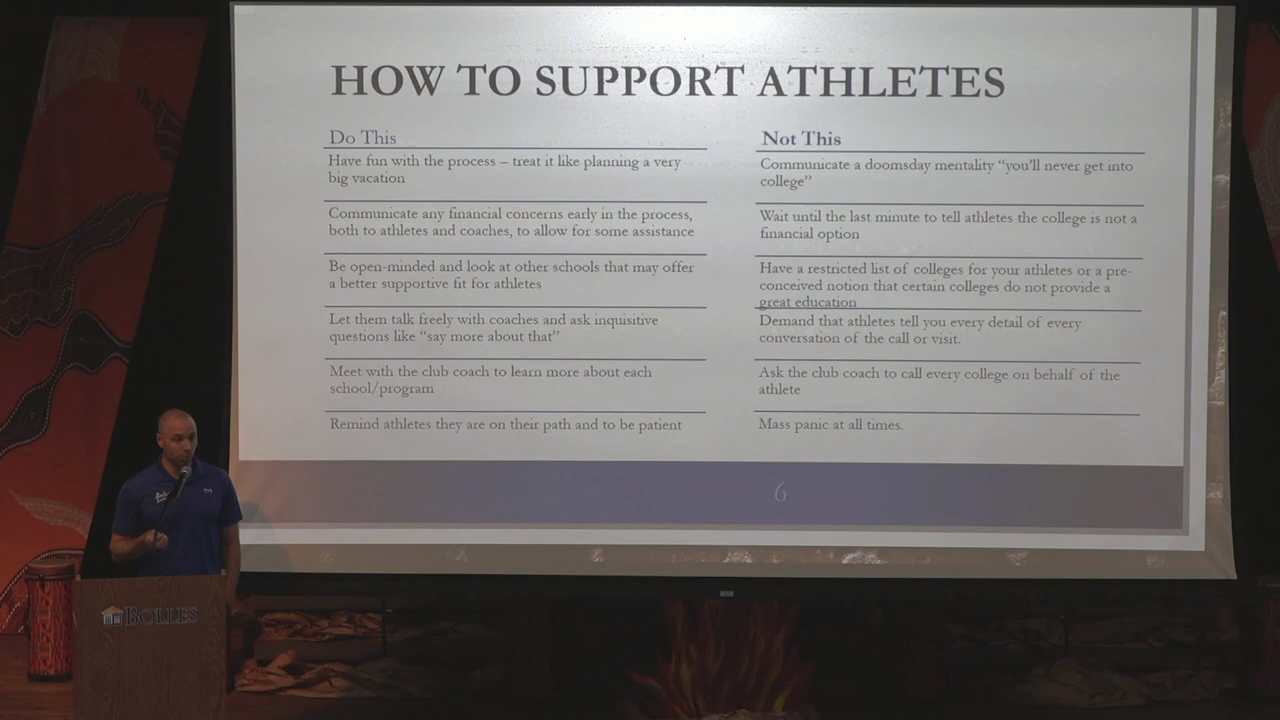 HOW TO SUPPORT ATHLETES
Do This
Have fun with the process – treat it like planning a very
big vacation
Communicate any financial concerns early in the process,
both to athletes and coaches, to allow for some assistance
Be open-minded and look at other schools that may offer
a better supportive fit for athletes
Let them talk freely with coaches and ask inquisitive
questions like “say more about that”
Meet with the club coach to learn more about each
school/program
Remind athletes they are on their path and to be patient
Not This
Communicate a doomsday mentality “you’ll never get into
college”
Wait until the last minute to tell athletes the college is not a
financial option
Have a restricted list of colleges for your athletes or a pre-
conceived notion that certain colleges do not provide a
great education
Demand that athletes tell you every detail of every
conversation of the call or visit.
Ask the club coach to call every college on behalf of the
athlete
Mass panic at all times.
6
BOLLES